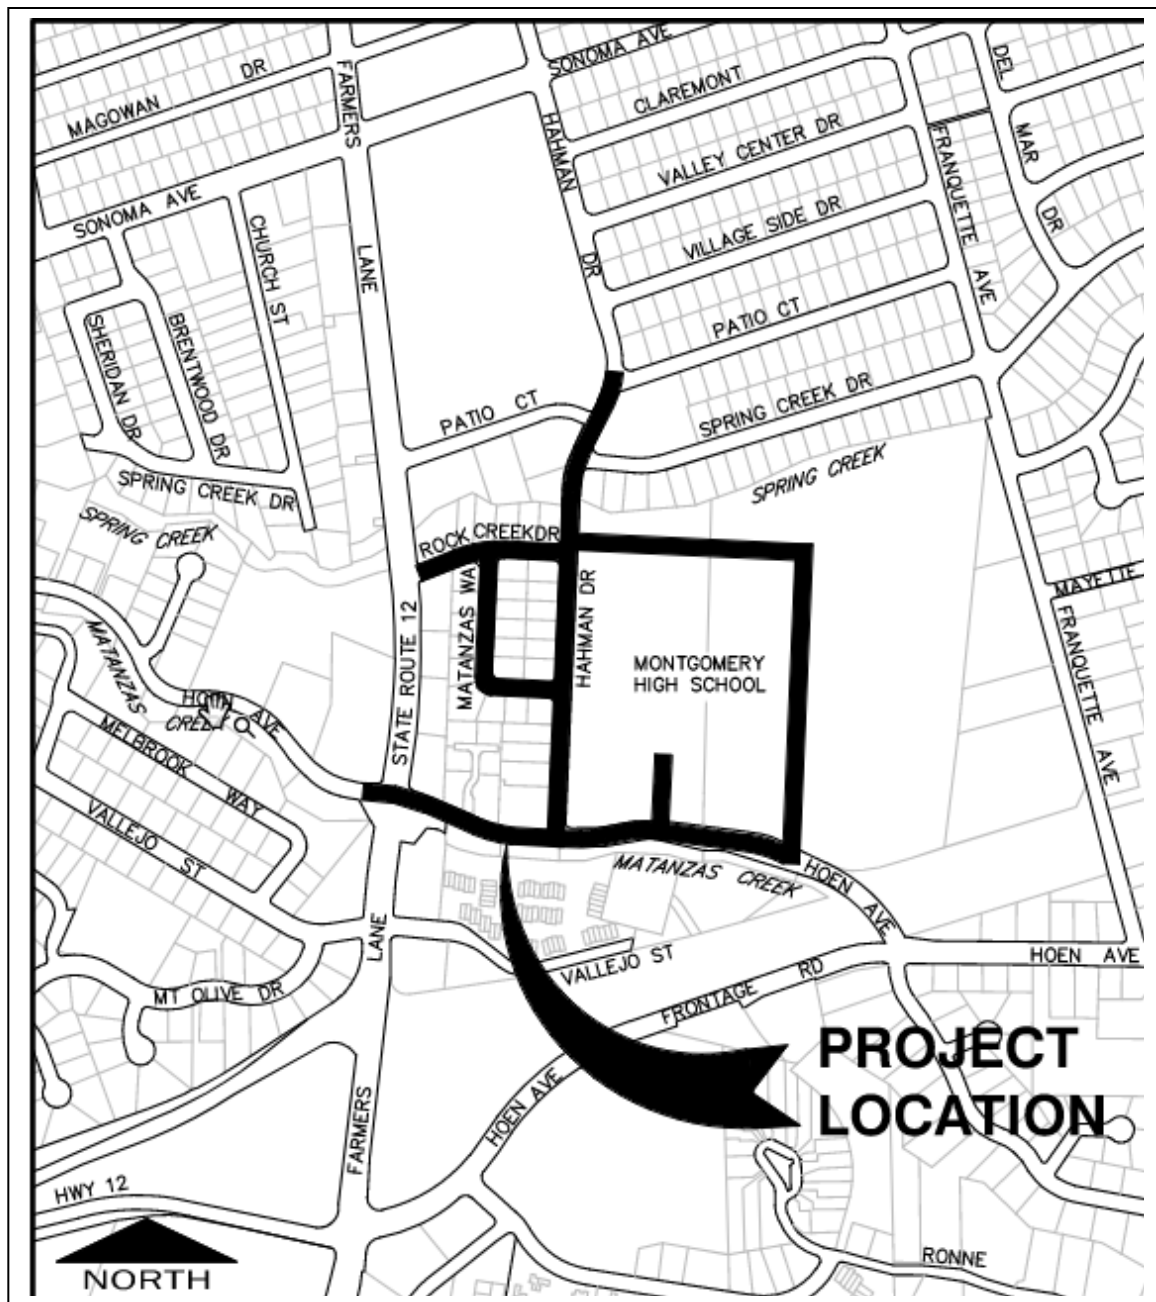 SONOMA AVE
DEL
MAGOWAN DR
FARMERS
CLAREMONT
HAHMAN
VALLEY CENTER DR
FRANQUETTE AVE
MAR
DR
SONOMA AVE
CHURCH ST
VILLAGE SIDE DR
LANE
DR
PATIO CT
SHERIDAN DR
BRENTWOOD DR
PATIO CT
SPRING CREEK DR
SPRING CREEK DR
SPRING CREEK
SPRING CREEK
ROCK CREEK DR
MATANZAS WA
HAHMAN DR
MAYETTE
MATANZAS
CREEK
HOEN AVE
STATE ROUTE 12
MONTGOMERY
HIGH SCHOOL
FRANQUETTE AVE
MELBROOK WAY
VALLEJO ST
MATANZAS CREEK
HOEN AVE
LANE
HOEN AVE
VALLEJO ST
MT OLIVE DR
FRONTAGE RD
PROJECT
LOCATION
HOEN AVE
FARMERS
HWY 12
RONNE
NORTH